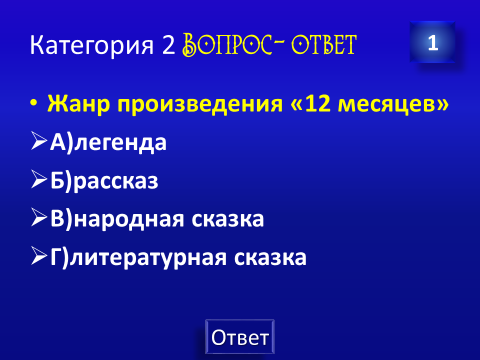 Категория 2 Вопрос- ответ
1
• Жанр произведения «12 месяцев»
➢А)легенда
➢Б)рассказ
➢В)народная сказка
➢Г)литературная сказка
Ответ